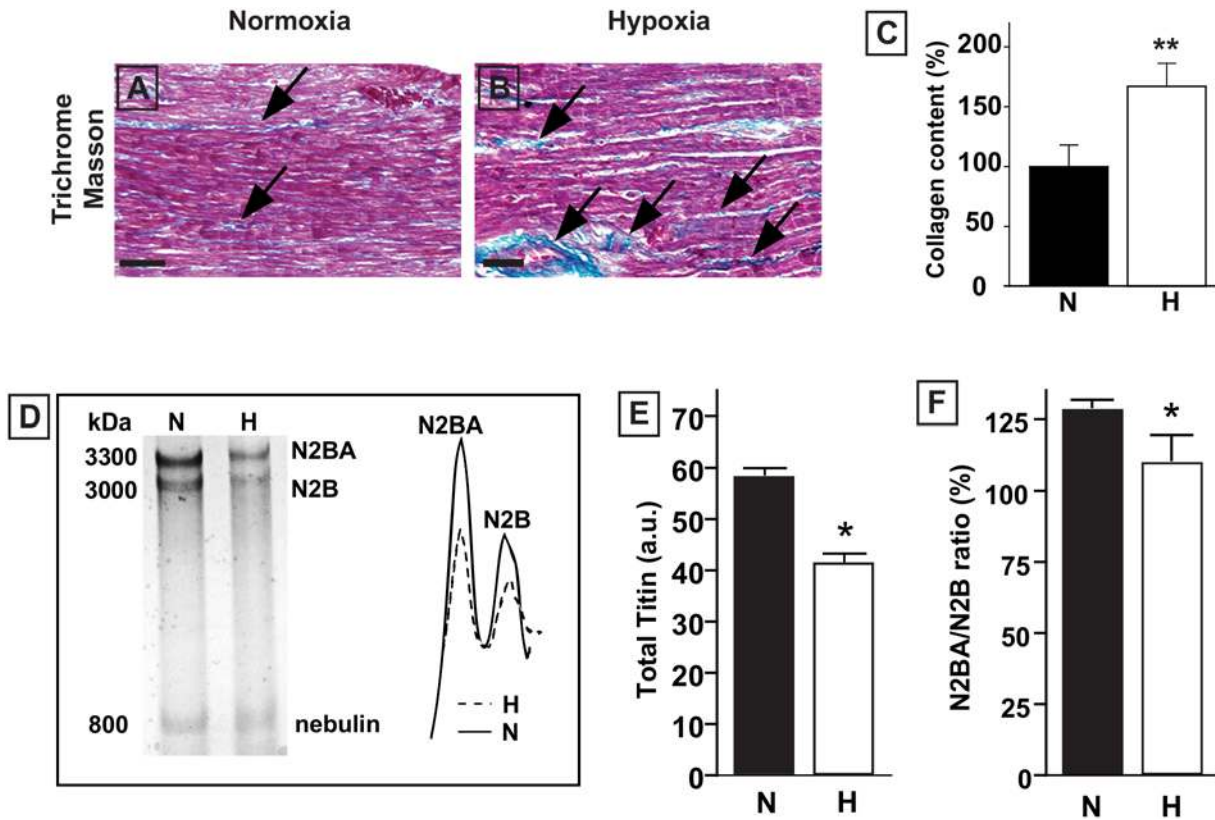 Normoxia
Hypoxia
Trichrome
Masson
A
B
C
Collagen content (%)
200
150
100
50
0
**
N
H
D
kDa
N
H
3300
3000
800
N2BA
N2B
nebulin
N2BA
N2B
H
N
E
Total Titin (a.u.)
70
60
50
40
30
20
10
0
*
N
H
F
N2BA/N2B ratio (%)
125
100
75
50
25
0
*
N
H